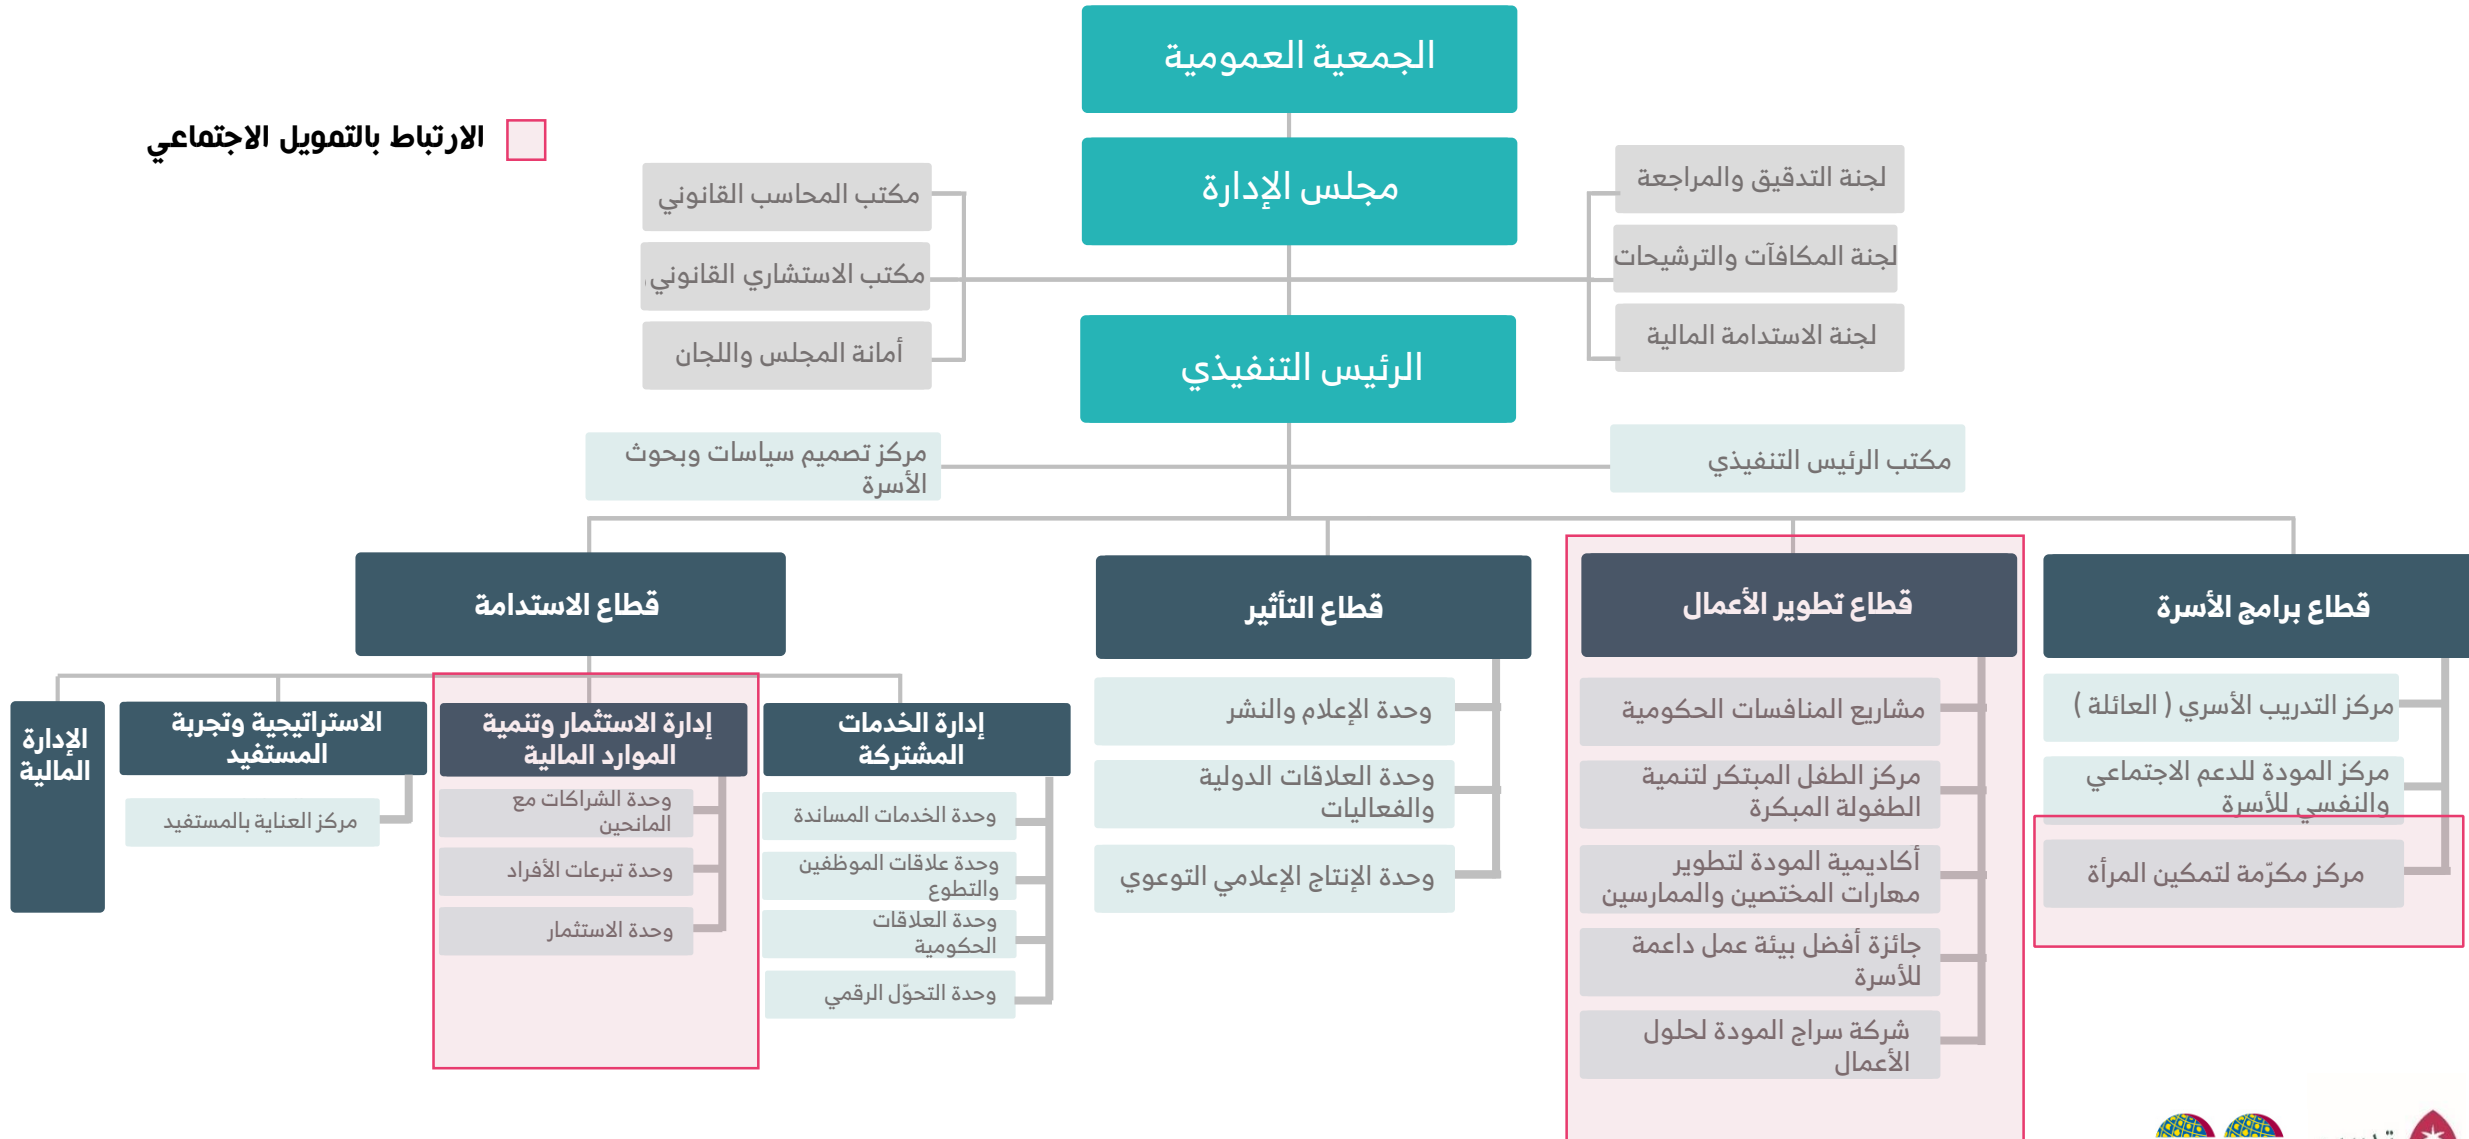 الجمعية العمومية
الارتباط بالتمويل الاجتماعي
مجلس الإدارة
لجنة التدقيق والمراجعة
لجنة المكافآت والترشيحات
لجنة الاستدامة المالية
مكتب المحاسب القانوني
مكتب الاستشاري القانوني
أمانة المجلس واللجان
الرئيس التنفيذي
مكتب الرئيس التنفيذي
مركز تصميم سياسات وبحوث
الأسرة
قطاع برامج الأسرة
مركز التدريب الأسري ( العائلة )
مركز المودة للدعم الاجتماعي
والنفسي للأسرة
مركز مكرّمة لتمكين المرأة
قطاع تطوير الأعمال
مشاريع المنافسات الحكومية
مركز الطفل المبتكر لتنمية
الطفولة المبكرة
أكاديمية المودة لتطوير
مهارات المختصين والممارسين
جائزة أفضل بيئة عمل داعمة
للأسرة
شركة سراج المودة لحلول
الأعمال
قطاع التأثير
وحدة الإعلام والنشر
وحدة العلاقات الدولية
والفعاليات
وحدة الإنتاج الإعلامي التوعوي
قطاع الاستدامة
إدارة الخدمات
المشتركة
وحدة الخدمات المساندة
وحدة علاقات الموظفين
والتطوع
وحدة العلاقات
الحكومية
وحدة التحوّل الرقمي
إدارة الاستثمار وتنمية
الموارد المالية
وحدة الشراكات مع
المانحين
وحدة تبرعات الأفراد
وحدة الاستثمار
الاستراتيجية وتجربة
المستفيد
مركز العناية بالمستفيد
الإدارة
المالية